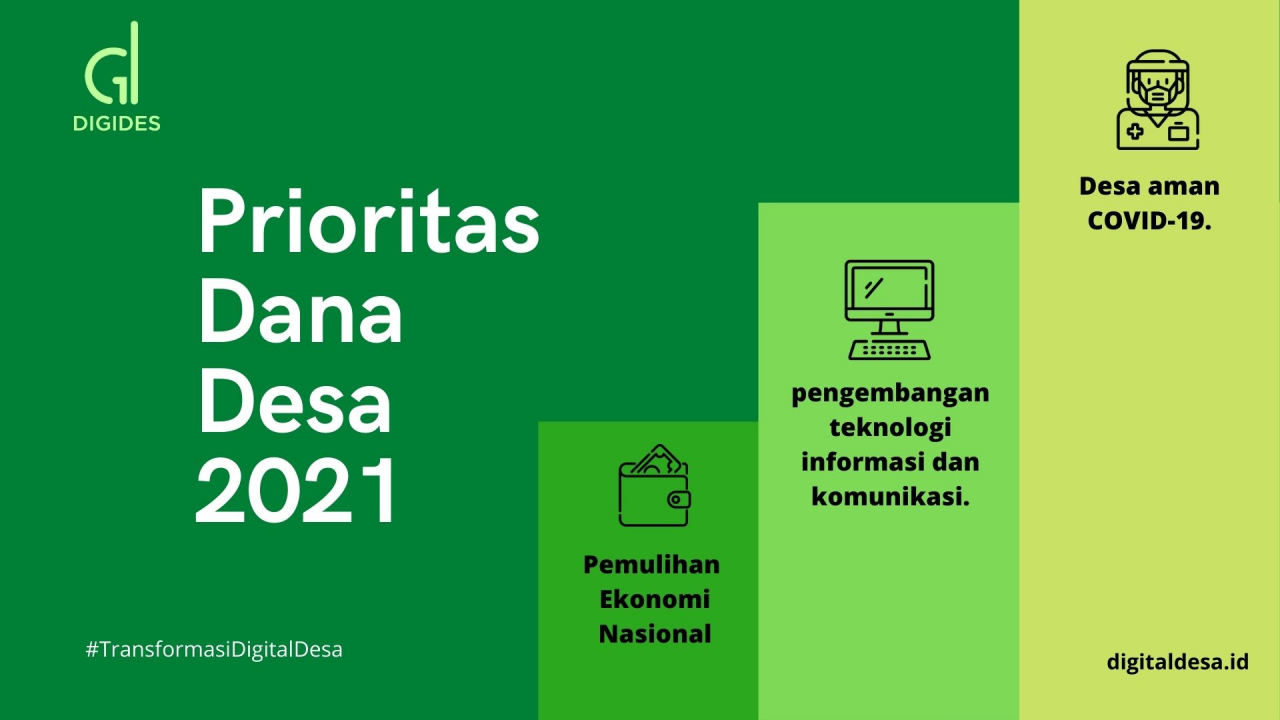 DIGIDES
Prioritas
Dana
Desa
2021
#TransformasiDigitalDesa
Pemulihan
Ekonomi
Nasional
pengembangan
teknologi
informasi dan
komunikasi.
Desa aman
COVID-19.
digitaldesa.id